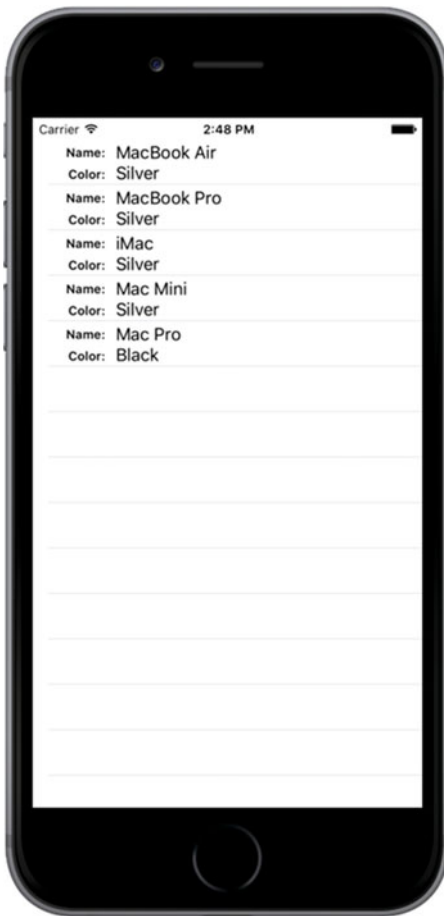 Carrier 2:48 PM
Name: MacBook Air
Color: Silver
Name: MacBook Pro
Color: Silver
Name: iMac
Color: Silver
Name: Mac Mini
Color: Silver
Name: Mac Pro
Color: Black